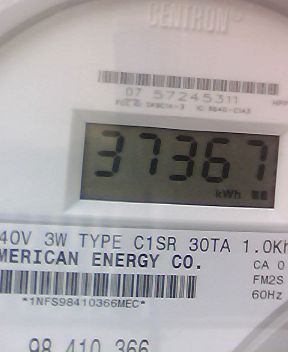 CENTRON
07 57245311
37367
kWh
40V 3W TYPE C1SR 30TA 1.0Kh
MERICAN ENERGY CO.
CA 0
FM2S
60Hz
*1NFS98410366MEC*
98 410 366